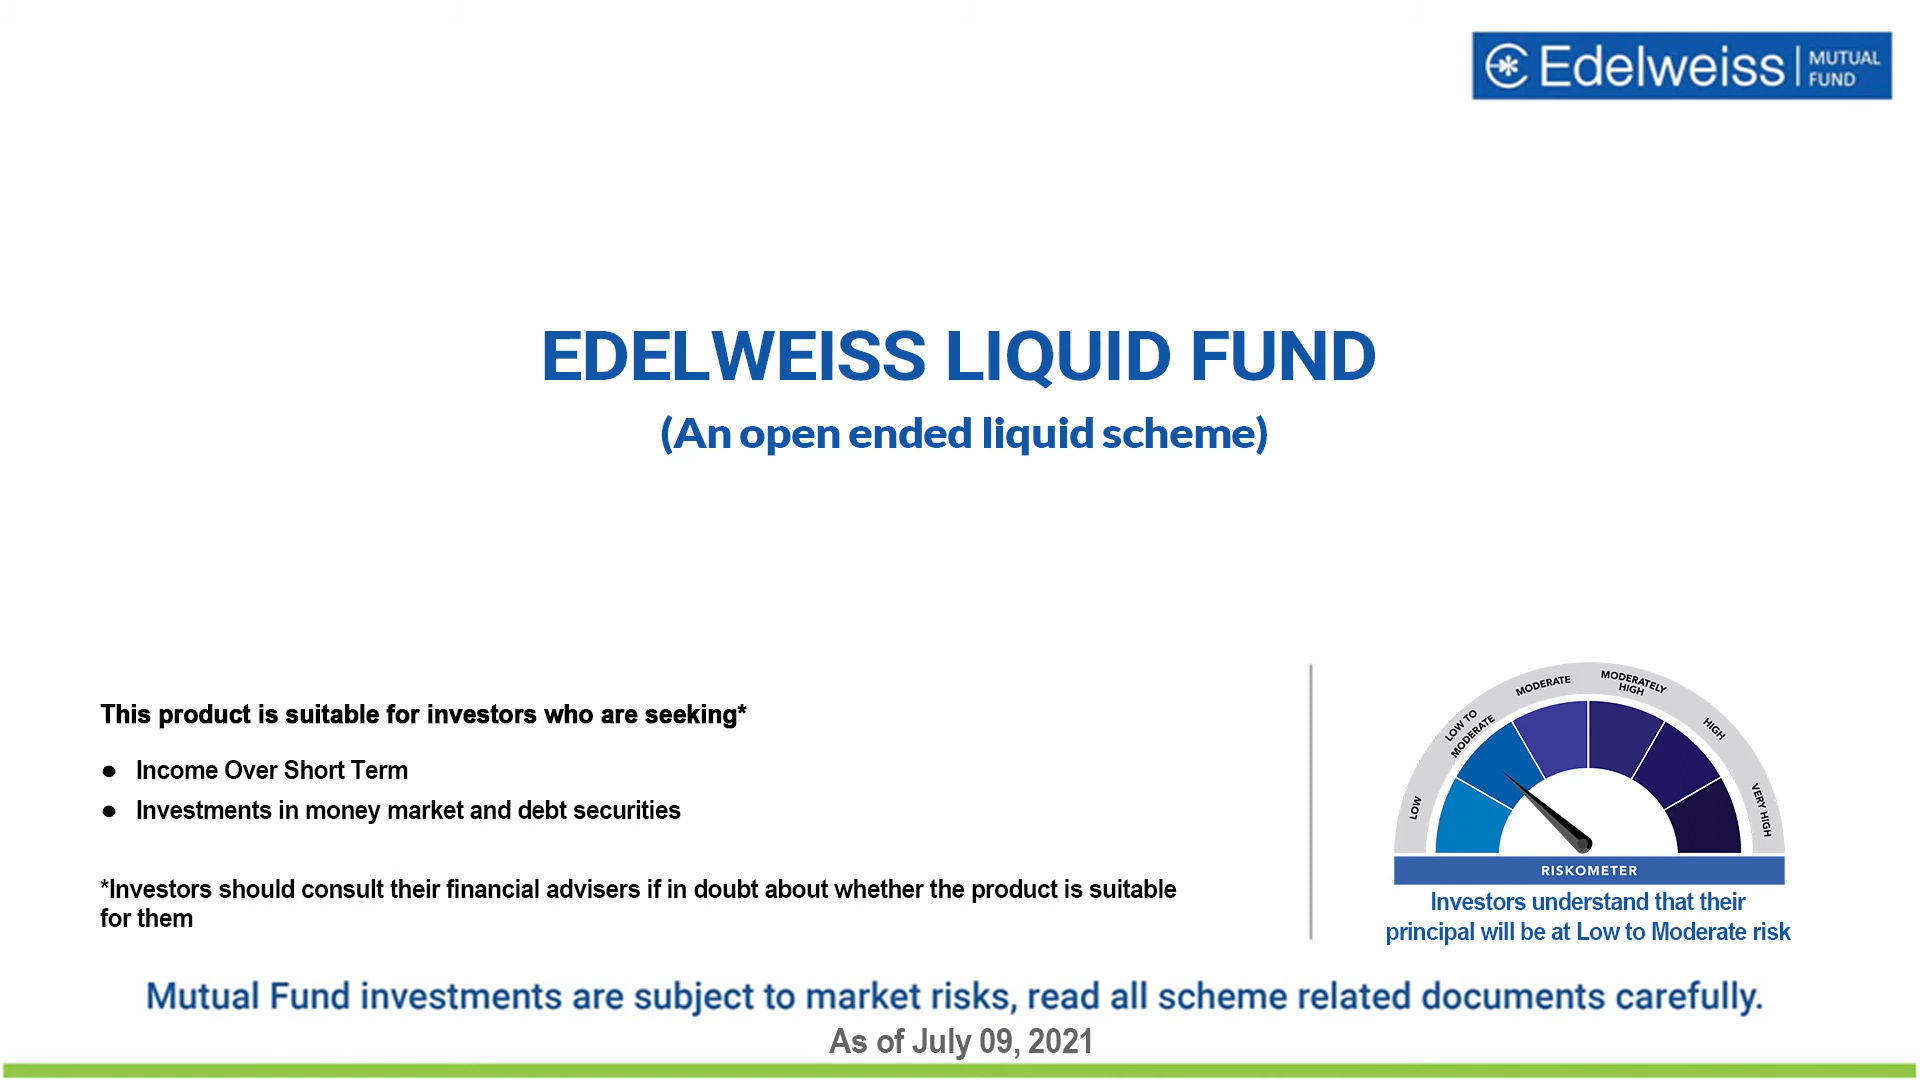 Edelweiss MUTUAL FUND
EDELWEISS LIQUID FUND
(An open ended liquid scheme)
This product is suitable for investors who are seeking*
● Income Over Short Term
● Investments in money market and debt securities
*Investors should consult their financial advisers if in doubt about whether the product is suitable
for them
LOW
LOW TO
MODERATE
MODERATE
MODERATELY
HIGH
HIGH
VERY HIGH
RISKOMETER
Investors understand that their
principal will be at Low to Moderate risk
Mutual Fund investments are subject to market risks, read all scheme related documents carefully.
As of July 09, 2021